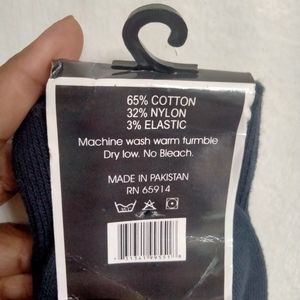 65% COTTON
32% NYLON
3% ELASTIC
Machine wash warm tumble
Dry low. No Bleach.
MADE IN PAKISTAN
RN 65914